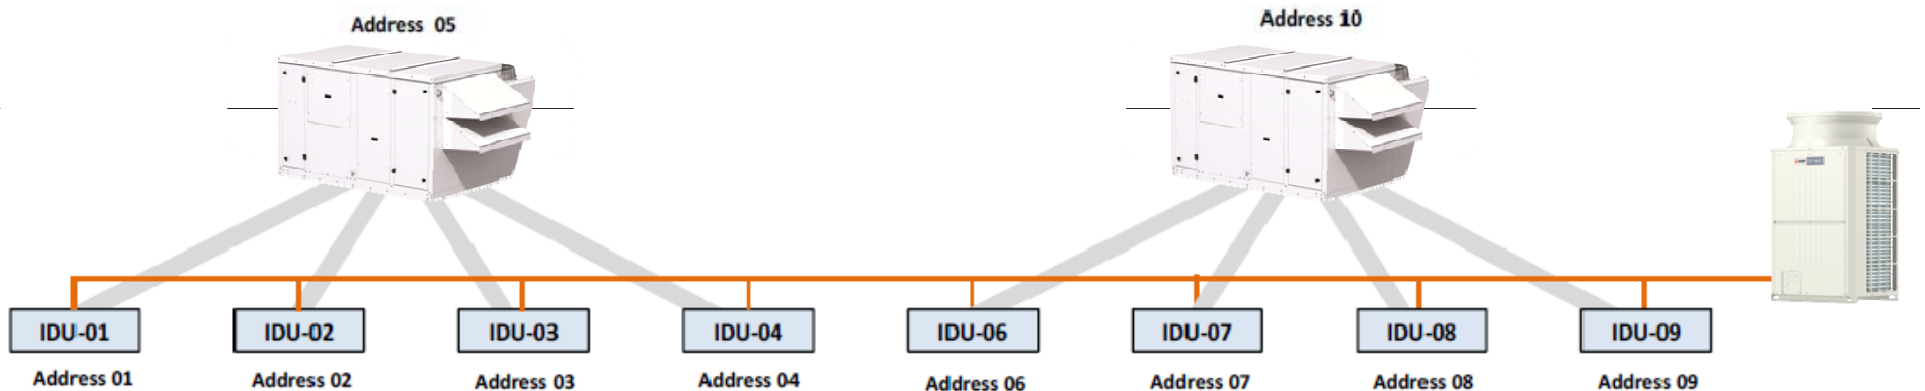 Address 05
Address 10
IDU-01
IDU-02
IDU-03
IDU-04
IDU-06
IDU-07
IDU-08
IDU-09
Address 01
Address 02
Address 03
Address 04
Address 06
Address 07
Address 08
Address 09